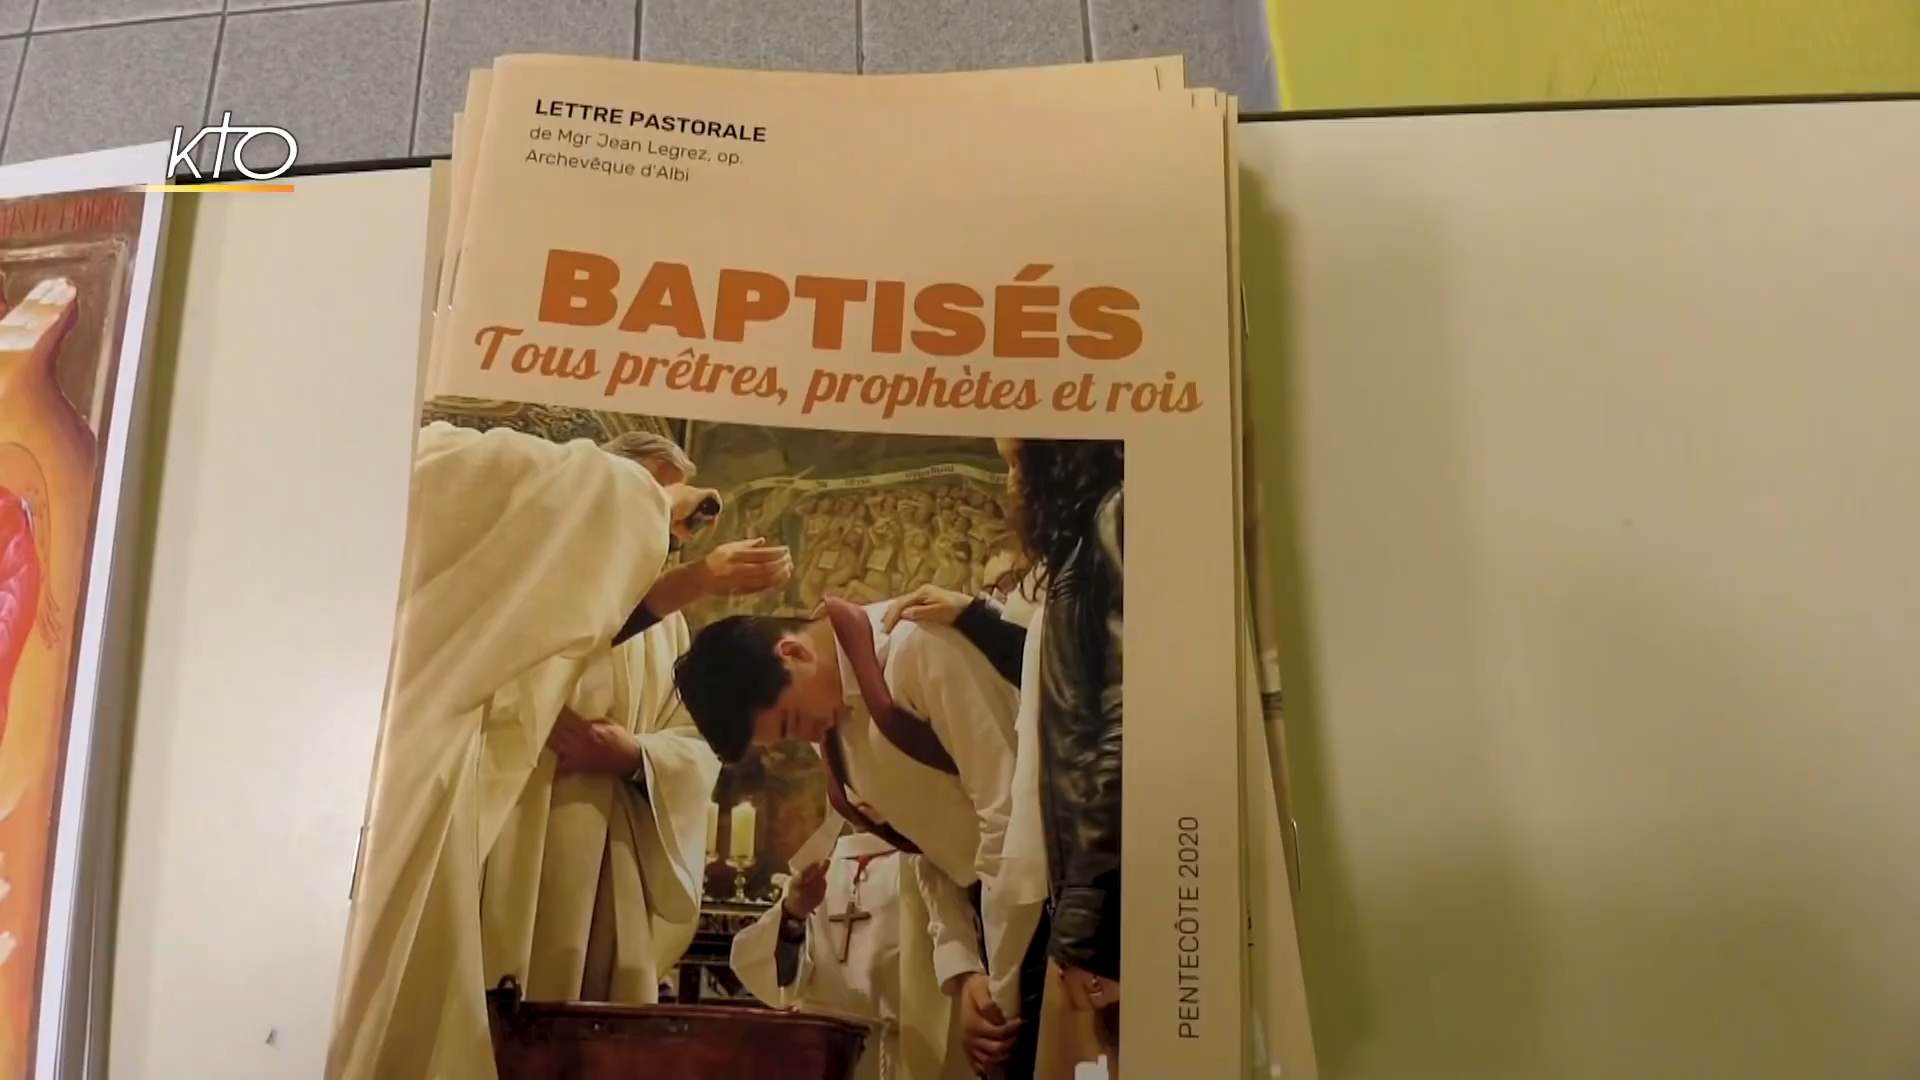 KTO
LETTRE PASTORALE
de Mgr Jean Legrez, op.
Archevêque d'Albi
BAPTISÉS
Tous prêtres, prophètes et rois
PENTECÔTE 2020